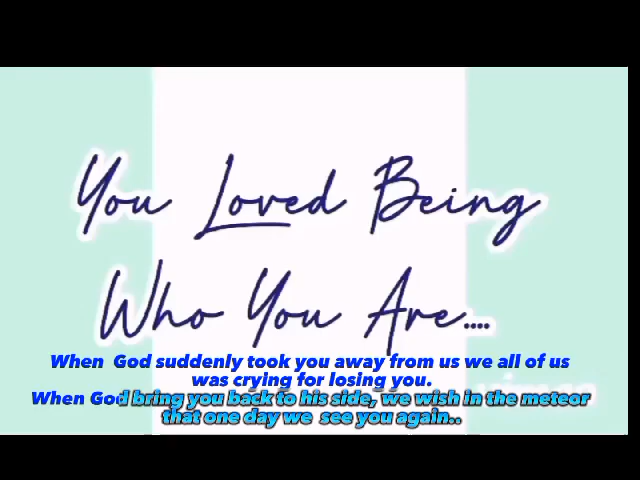 You Loved Being
Who You Are....
When God suddenly took you away from us we all of us
was crying for losing you.
When God bring you back to his side, we wish in the meteor
that one day we see you again..